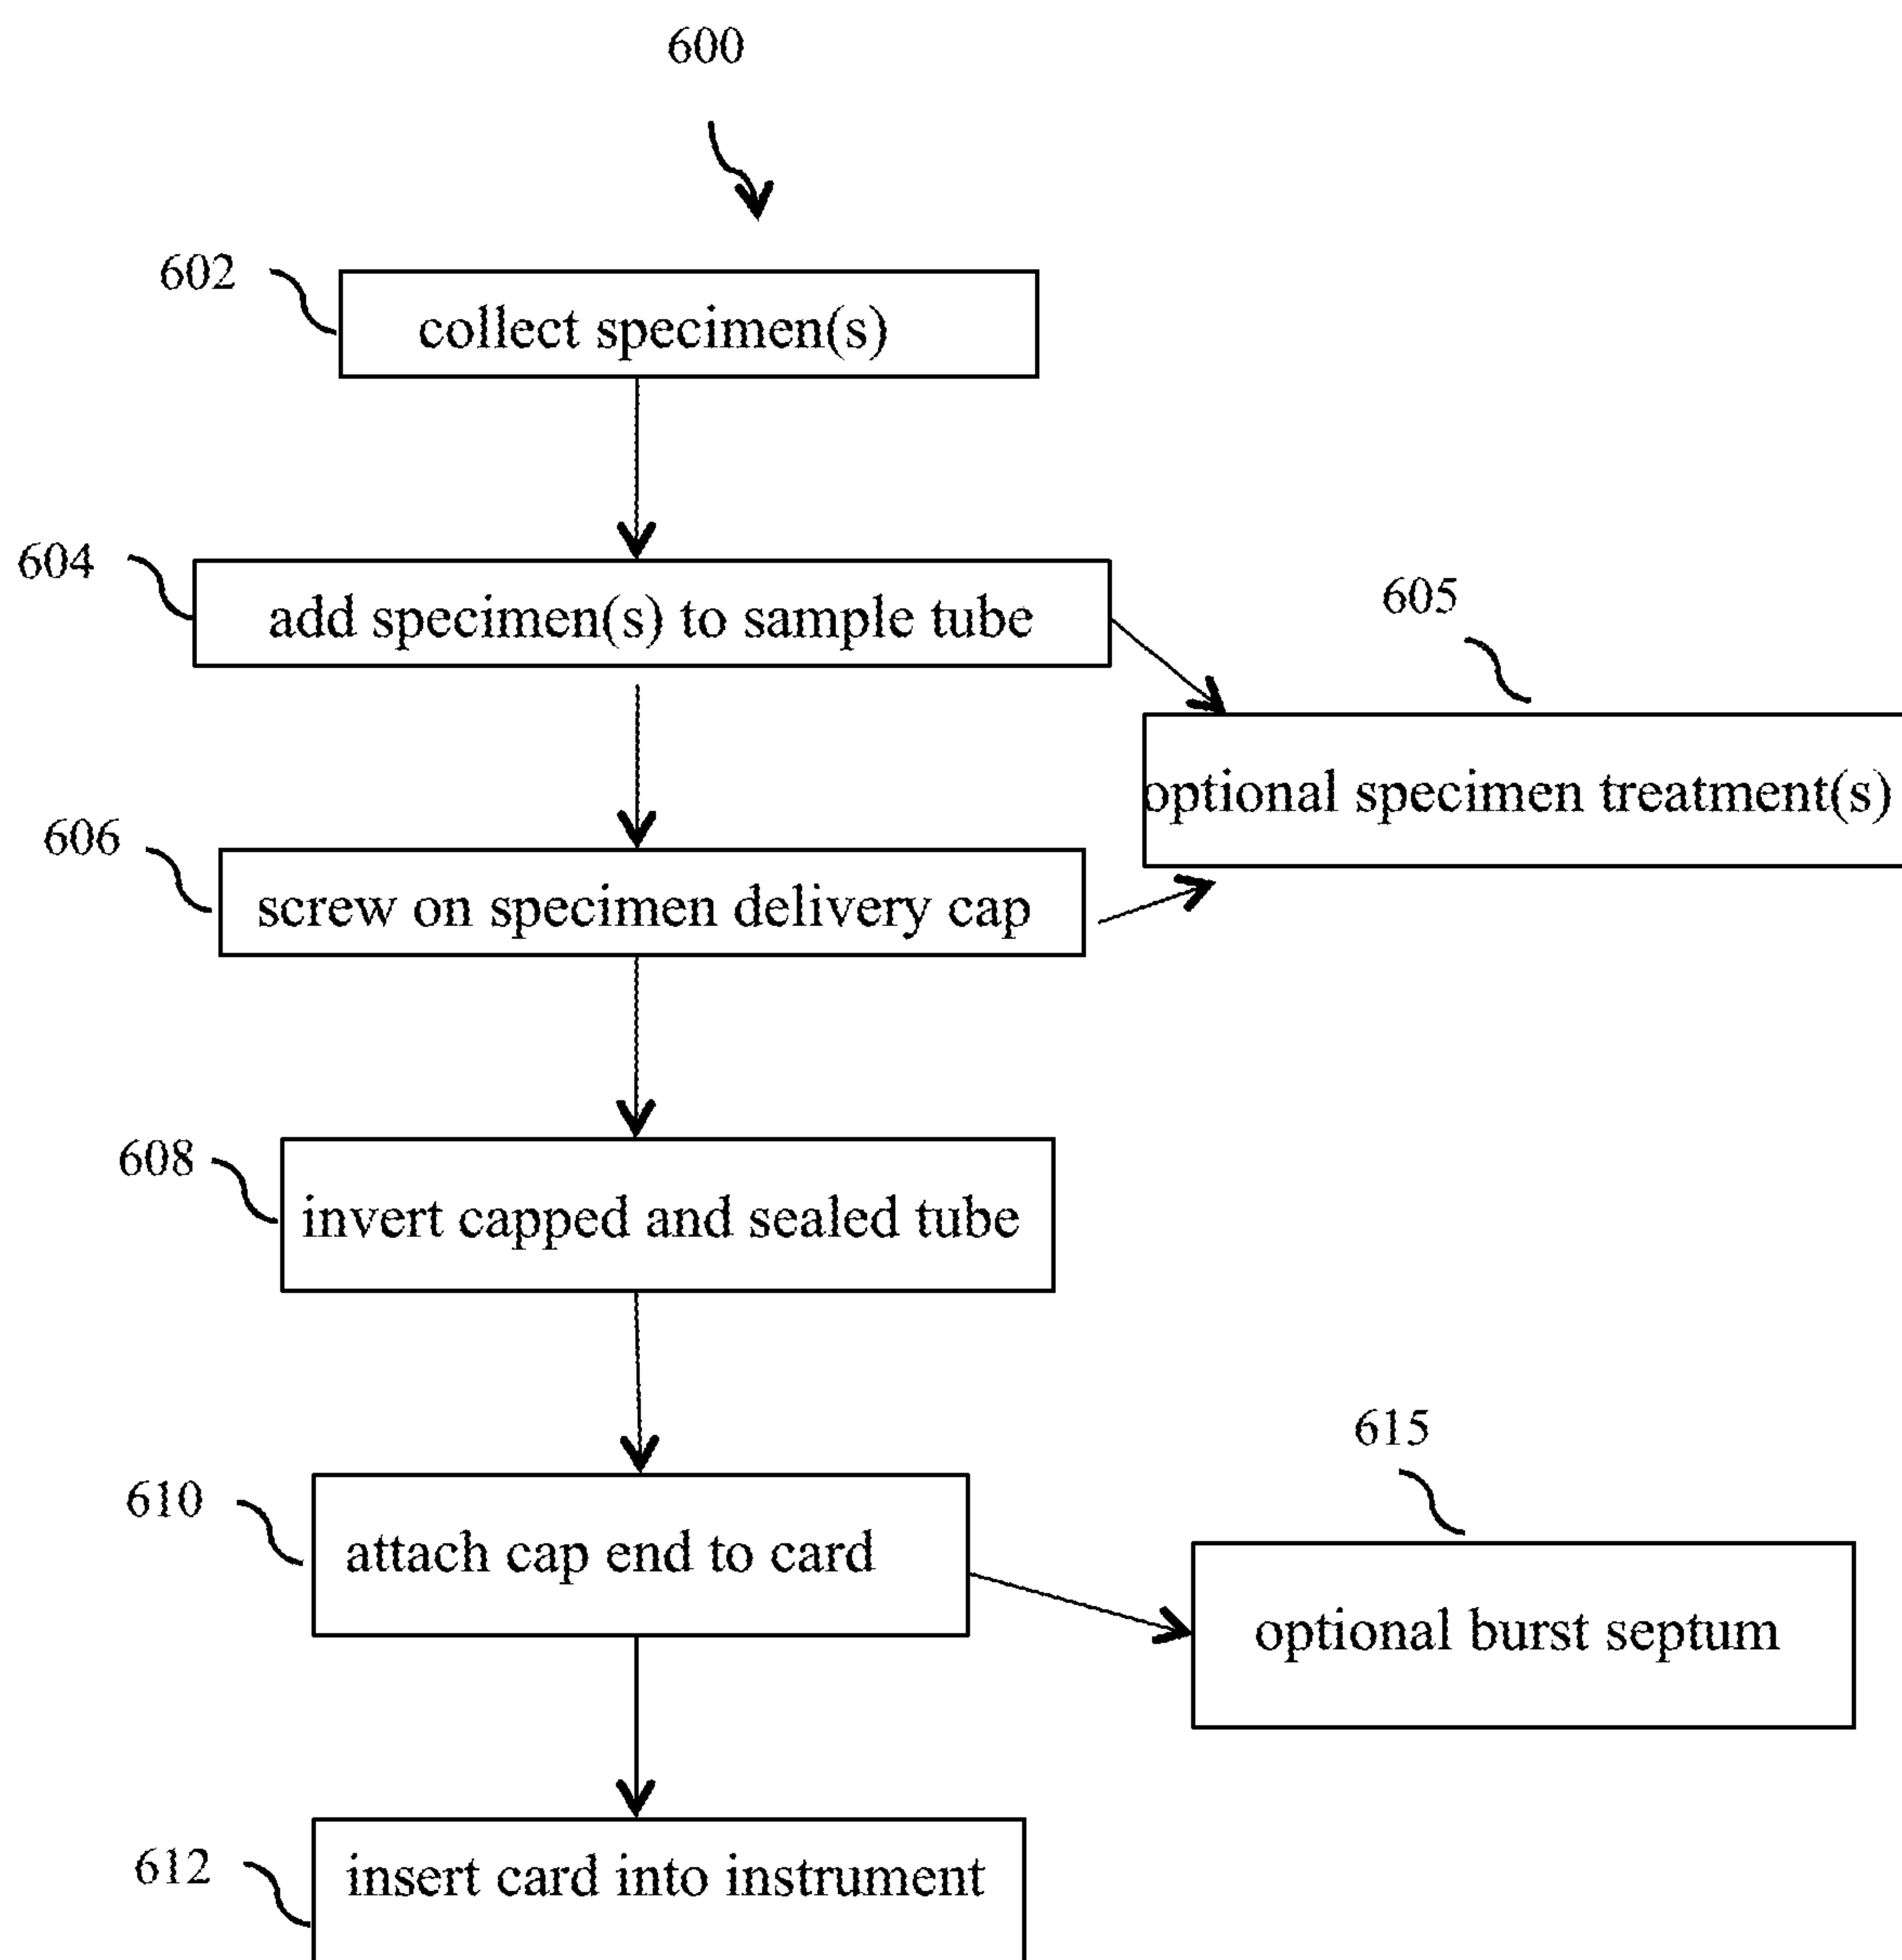 600
602
collect specimen(s)
604
add specimen(s) to sample tube
605
optional specimen treatment(s)
606
screw on specimen delivery cap
608
invert capped and sealed tube
610
attach cap end to card
615
optional burst septum
612
insert card into instrument